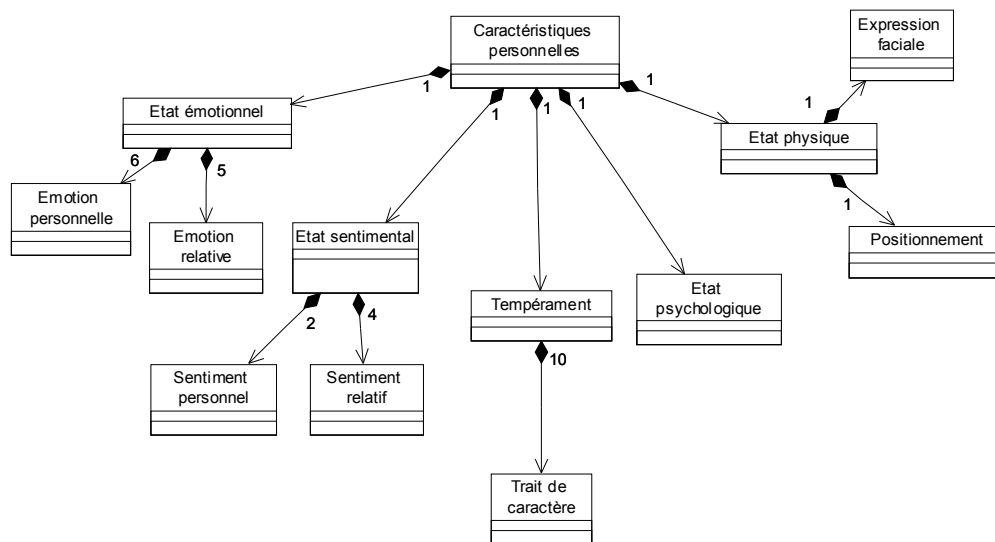 Caractéristiques
personnelles
Expression
faciale
1
1
1
1
1
1
Etat émotionnel
Etat physique
6
5
1
Emotion
personnelle
Emotion
relative
Etat sentimental
Positionnement
Tempérament
Etat
psychologique
2
4
10
Sentiment
personnel
Sentiment
relatif
Trait de
caractère